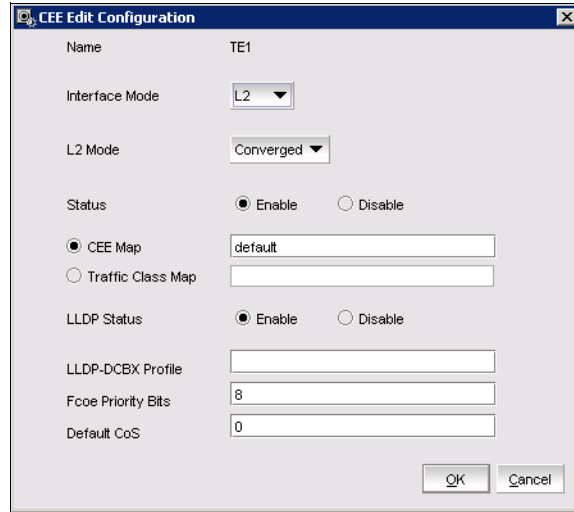 CEE Edit Configuration
Name TE1
Interface Mode L2
L2 Mode Converged
Status Enable Disable
CEE Map default
Traffic Class Map
LLDP Status Enable Disable
LLDP-DCBX Profile
Fcoe Priority Bits 8
Default CoS 0
OK Cancel